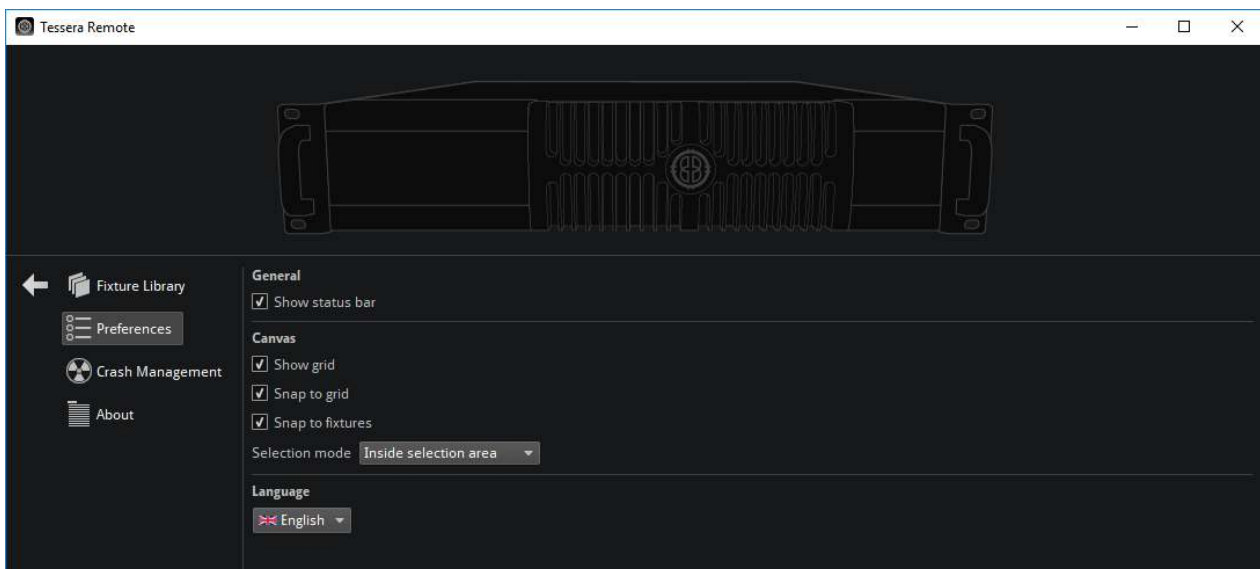 Tessera Remote
Fixture Library
Preferences
Crash Management
About
General
Show status bar
Canvas
Show grid
Snap to grid
Snap to fixtures
Selection mode Inside selection area
Language
English